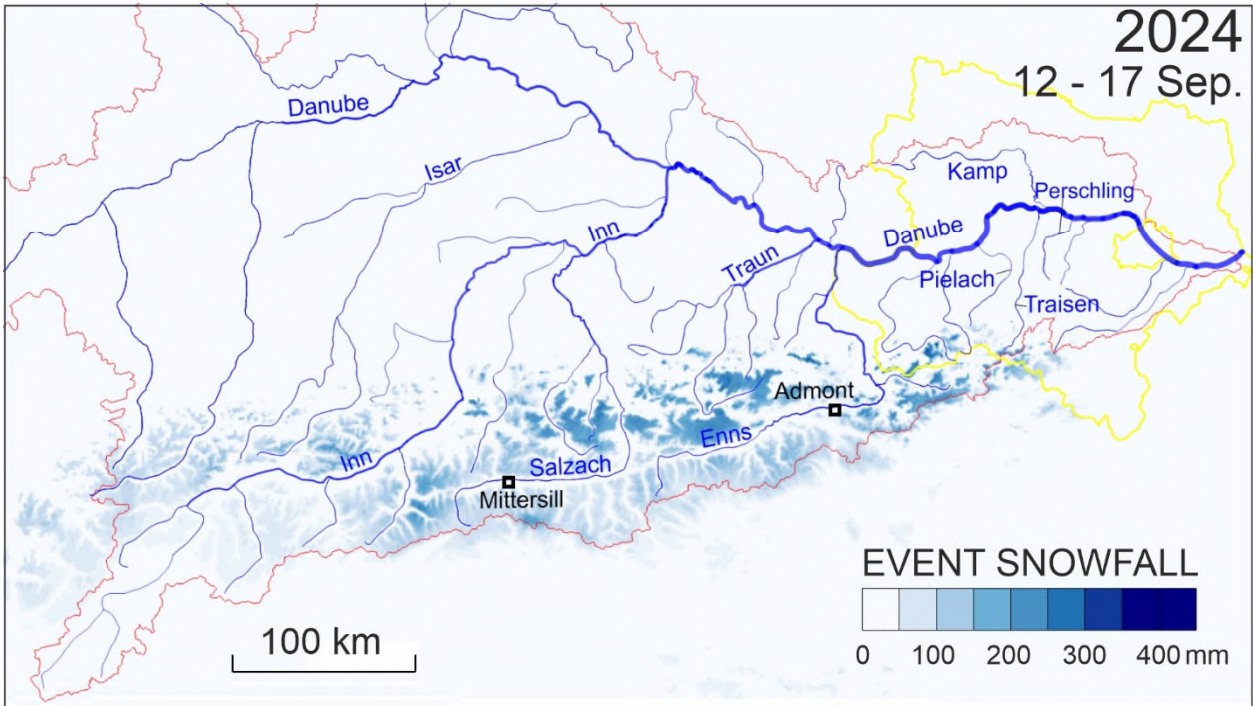 2024
12 - 17 Sep.
Danube
Isar
Kamp
Perschling
Inn
Danube
Traun
Pielach
Traisen
Admont
Enns
Inn
Salzach
Mittersill
EVENT SNOWFALL
0 100 200 300 400 mm
100 km